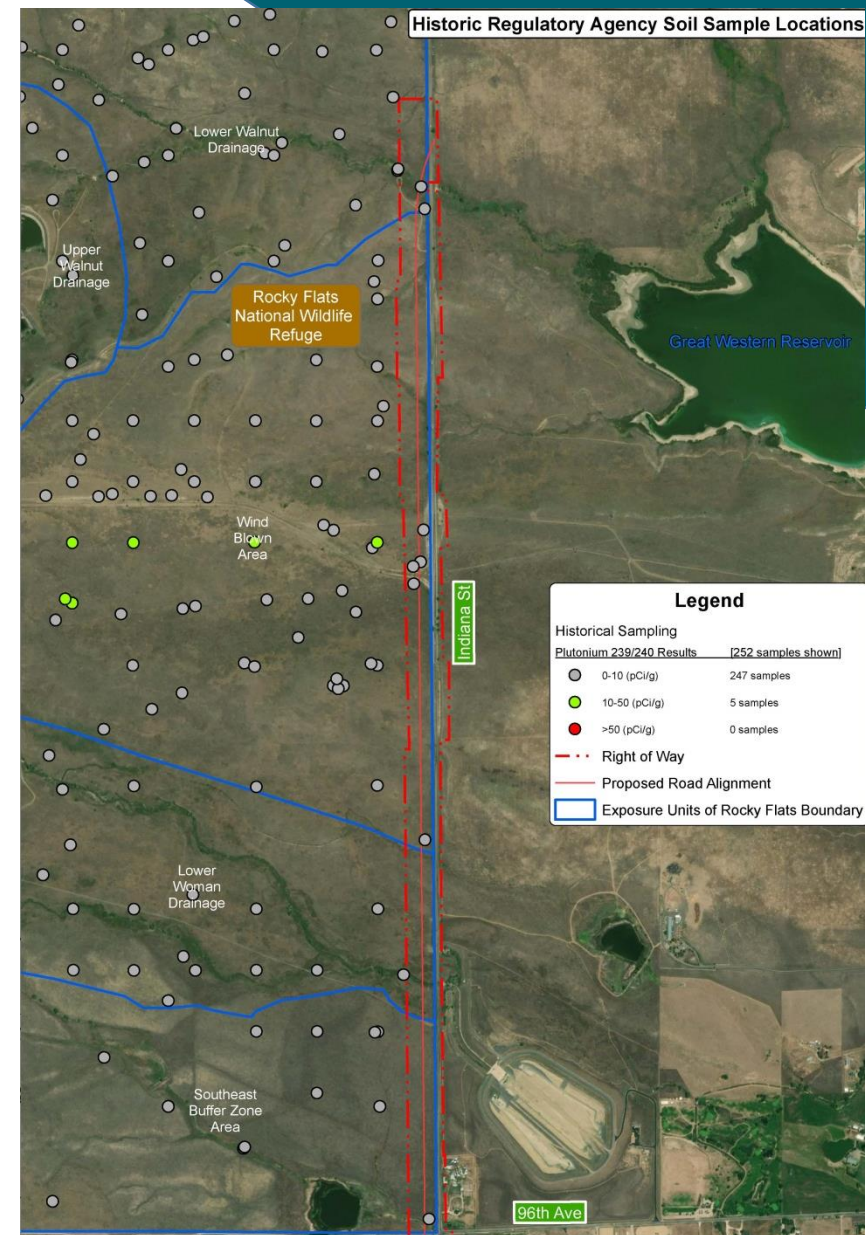 Historic Regulatory Agency Soil Sample Locations
Lower Walnut
Drainage
Upper
Walnut
Drainage
Rocky Flats
National Wildlife
Refuge
Great Western Reservoir
Wind
Blown
Area
Indiana St
Legend
Historical Sampling
Plutonium 239/240 Results [252 samples shown]
0-10 (pCi/g) 247 samples
10-50 (pCi/g) 5 samples
>50 (pCi/g) 0 samples
Right of Way
Proposed Road Alignment
Exposure Units of Rocky Flats Boundary
Lower
Woman
Drainage
Southeast
Buffer Zone
Area
96th Ave